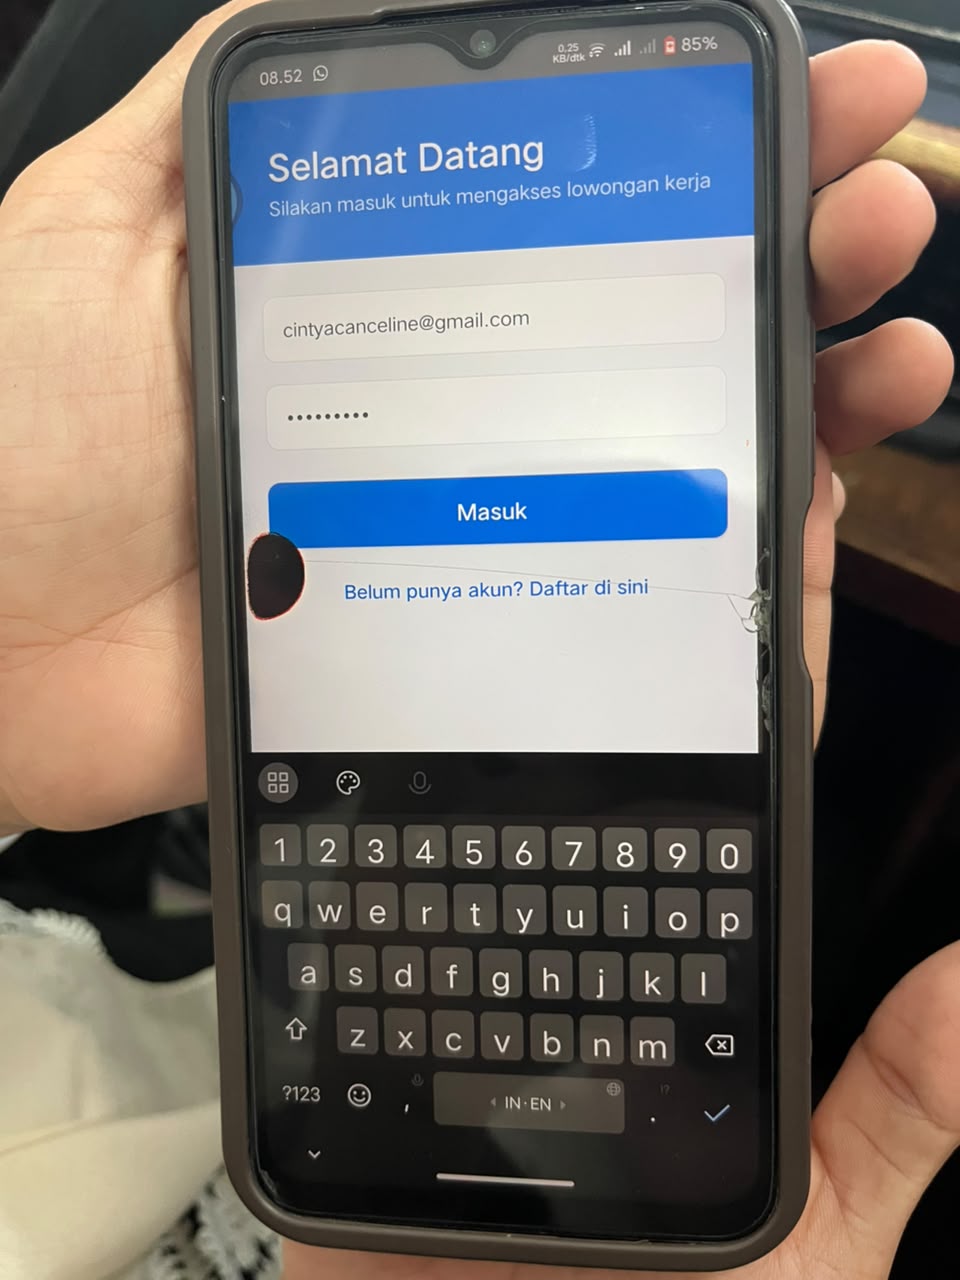 08.52
0.25
KB/dtk
85%
Selamat Datang
Silakan masuk untuk mengakses lowongan kerja
cintyacanceline@gmail.com
•••••••••
Masuk
Belum punya akun? Daftar di sini
1 2 3 4 5 6 7 8 9 0
q w e r t y u i o p
a s d f g h j k l
z x c v b n m
!?
?123 , IN·EN .